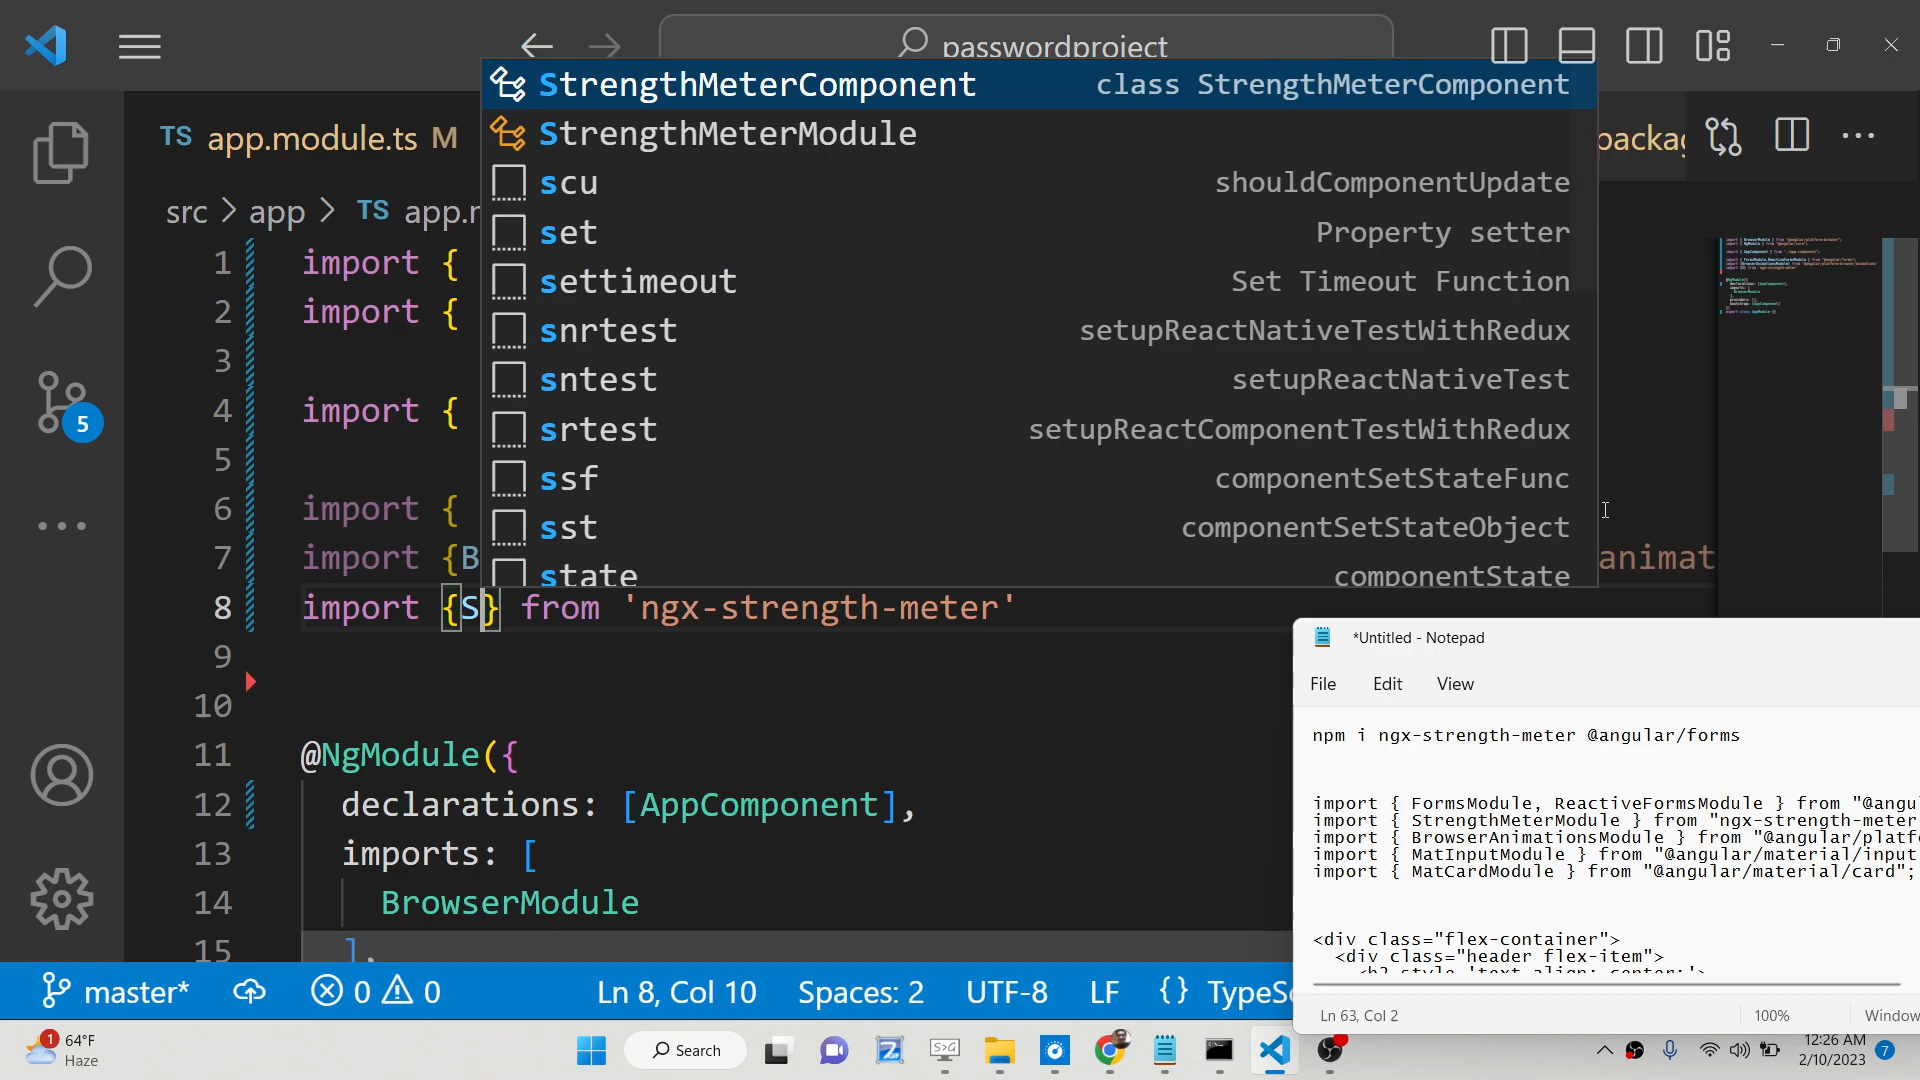 passwordproject
TS app.module.ts M
packag
src > app > TS app.r
StrengthMeterComponent class StrengthMeterComponent
StrengthMeterModule
scu shouldComponentUpdate
set Property setter
settimeout Set Timeout Function
snrtest setupReactNativeTestWithRedux
sntest setupReactNativeTest
srtest setupReactComponentTestWithRedux
ssf componentSetStateFunc
sst componentSetStateObject
state componentState
1 import {
2 import {
3
4 import {
5
6 import {
7 import {B animat
8 import {S} from 'ngx-strength-meter'
9
10
11 @NgModule({
12 declarations: [AppComponent],
13 imports: [
14 BrowserModule
15 ],
5
*Untitled - Notepad
File Edit View
npm i ngx-strength-meter @angular/forms
import { FormsModule, ReactiveFormsModule } from "@angu
import { StrengthMeterModule } from "ngx-strength-meter
import { BrowserAnimationsModule } from "@angular/platf
import { MatInputModule } from "@angular/material/input
import { MatCardModule } from "@angular/material/card";
<div class="flex-container">
<div class="header flex-item">
Ln 63, Col 2 100% Window
master* 0 0 Ln 8, Col 10 Spaces: 2 UTF-8 LF {} TypeSc
1 64°F
Haze
Search
12:26 AM
2/10/2023
7